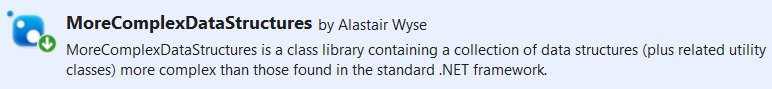 MoreComplexDataStructures by Alastair Wyse
MoreComplexDataStructures is a class library containing a collection of data structures (plus related utility
classes) more complex than those found in the standard .NET framework.